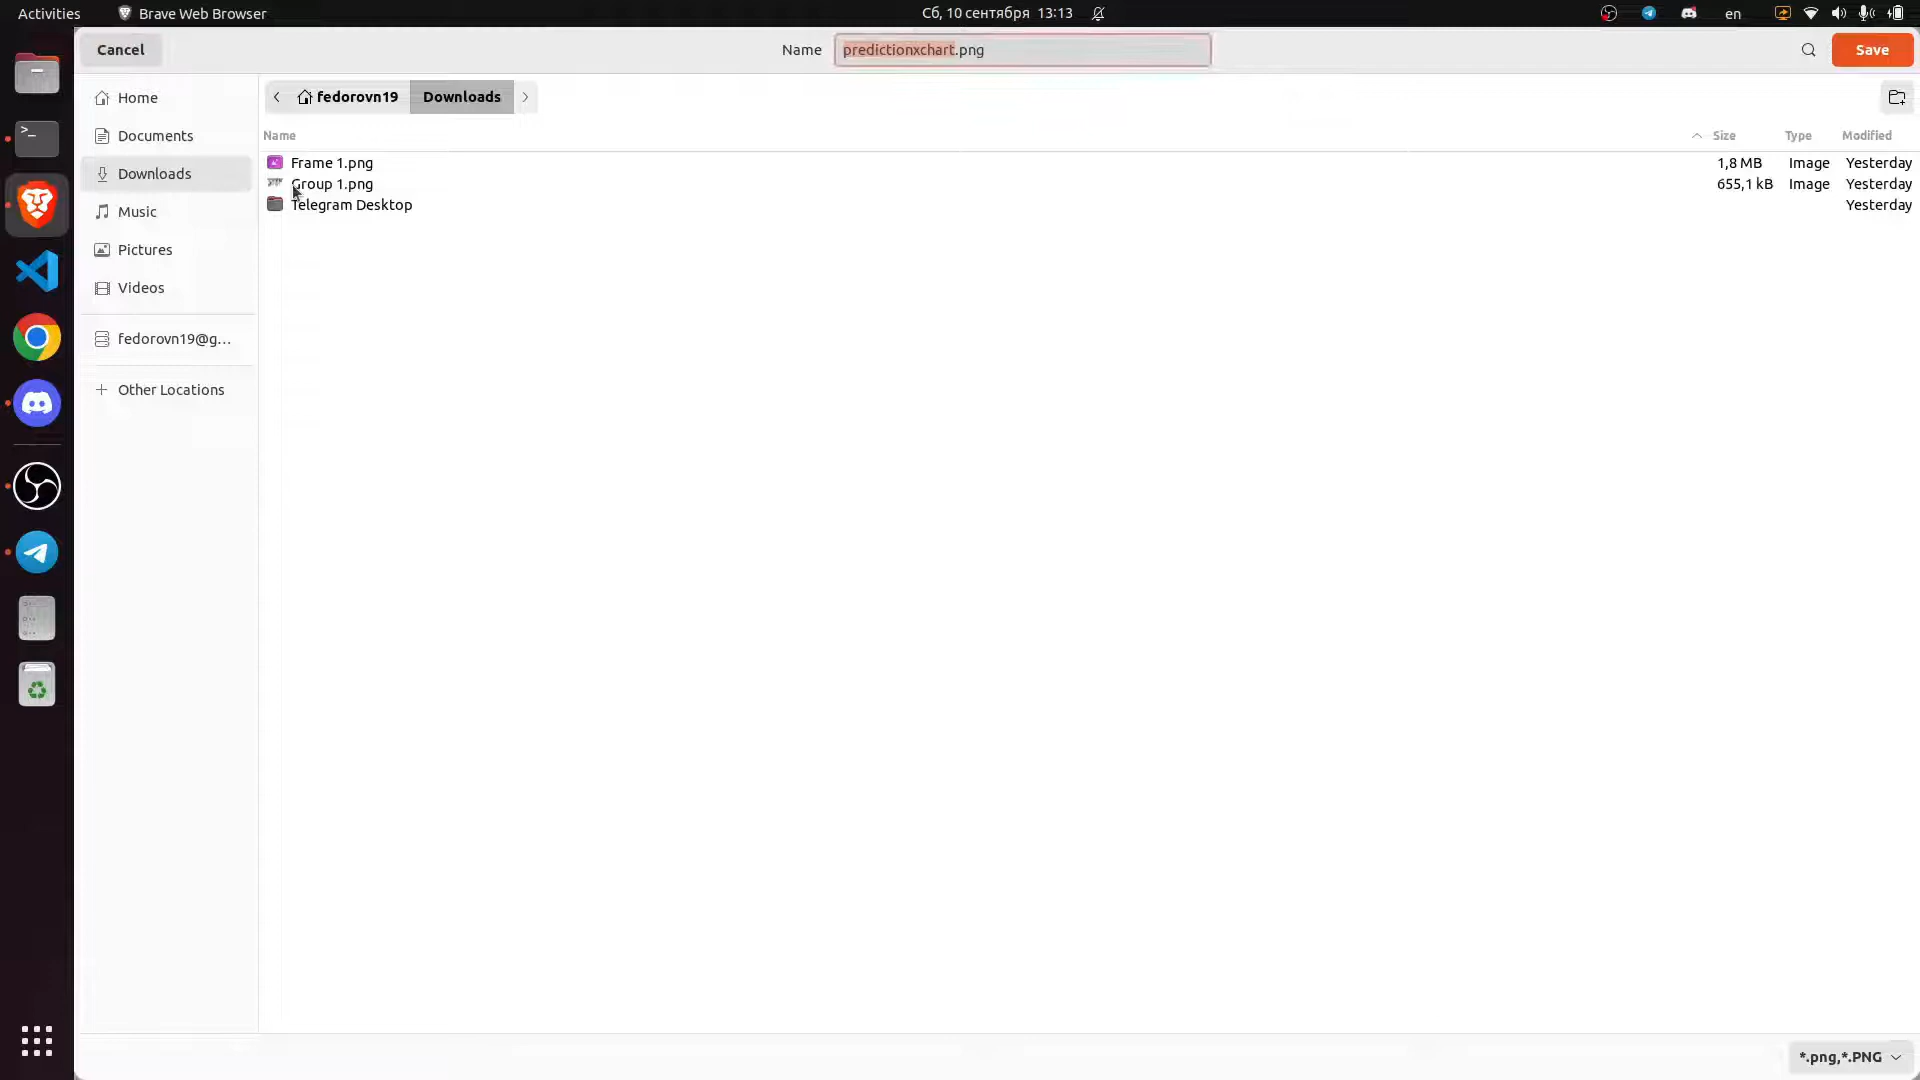 Activities Brave Web Browser Сб, 10 сентября 13:13 en
Cancel Name predictionxchart.png Save
Home
Documents
Downloads
Music
Pictures
Videos
fedorovn19@g...
Other Locations
fedorovn19 Downloads
Name Size Type Modified
Frame 1.png 1,8 MB Image Yesterday
Group 1.png 655,1 kB Image Yesterday
Telegram Desktop Yesterday
*.png,*.PNG